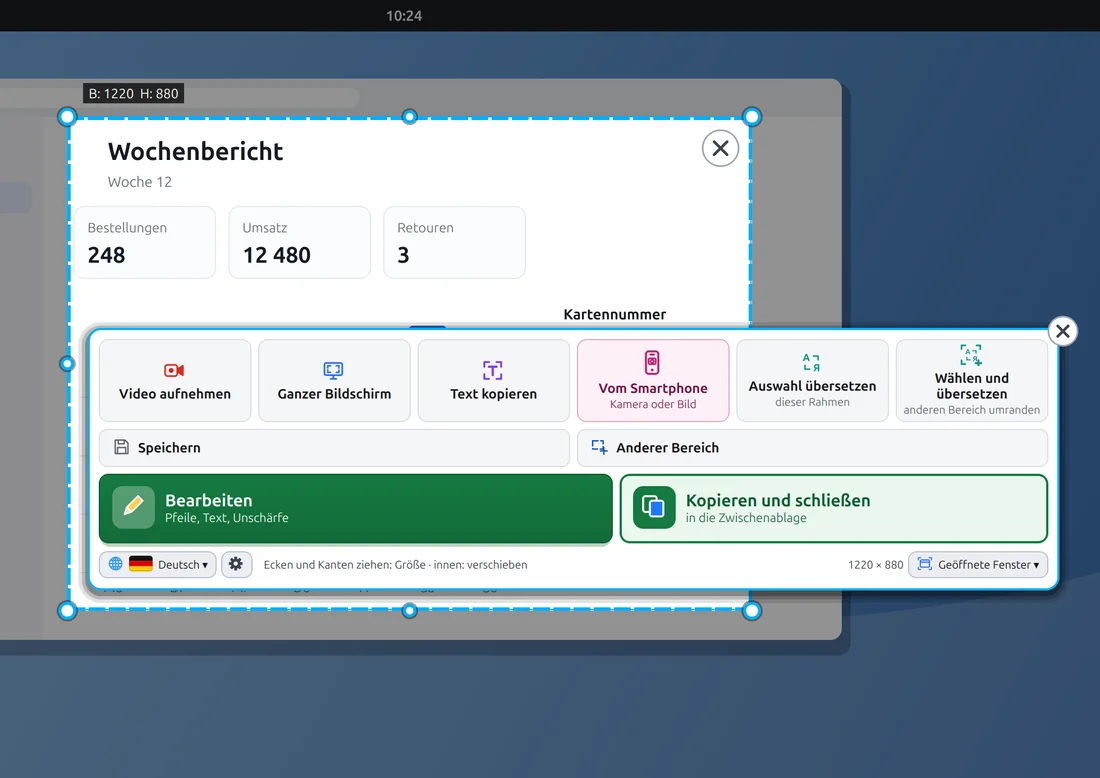 10:24
B: 1220 H: 880
Wochenbericht
Woche 12
Bestellungen
248
Umsatz
12 480
Retouren
3
Kartennummer
Video aufnehmen
Ganzer Bildschirm
Text kopieren
Vom Smartphone
Kamera oder Bild
Auswahl übersetzen
dieser Rahmen
Wählen und
übersetzen
anderen Bereich umranden
Speichern
Anderer Bereich
Bearbeiten
Pfeile, Text, Unschärfe
Kopieren und schließen
in die Zwischenablage
Deutsch ▾
Ecken und Kanten ziehen: Größe · innen: verschieben
1220 × 880
Geöffnete Fenster ▾